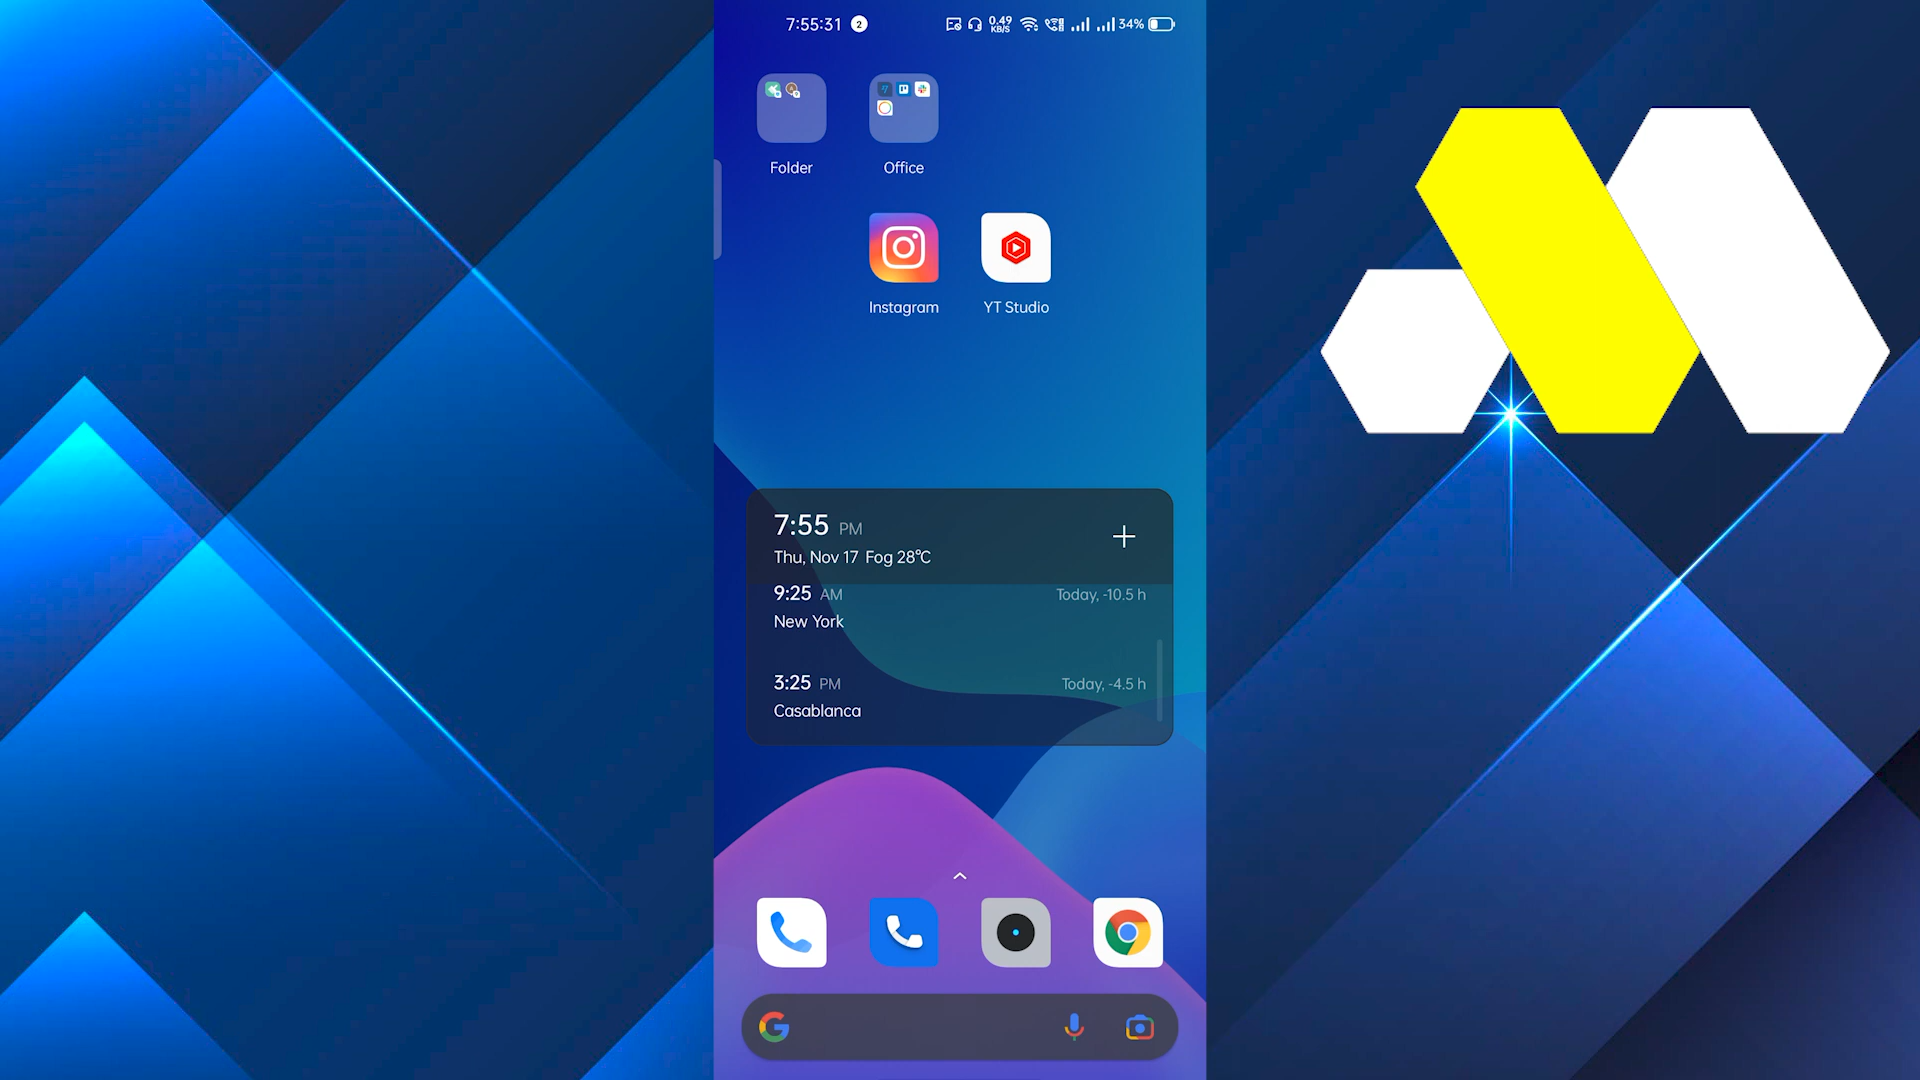 7:55:31 2 0.49 KB/S 34%
Folder Office
Instagram YT Studio
7:55 PM
Thu, Nov 17 Fog 28℃
9:25 AM Today, -10.5 h
New York
3:25 PM Today, -4.5 h
Casablanca